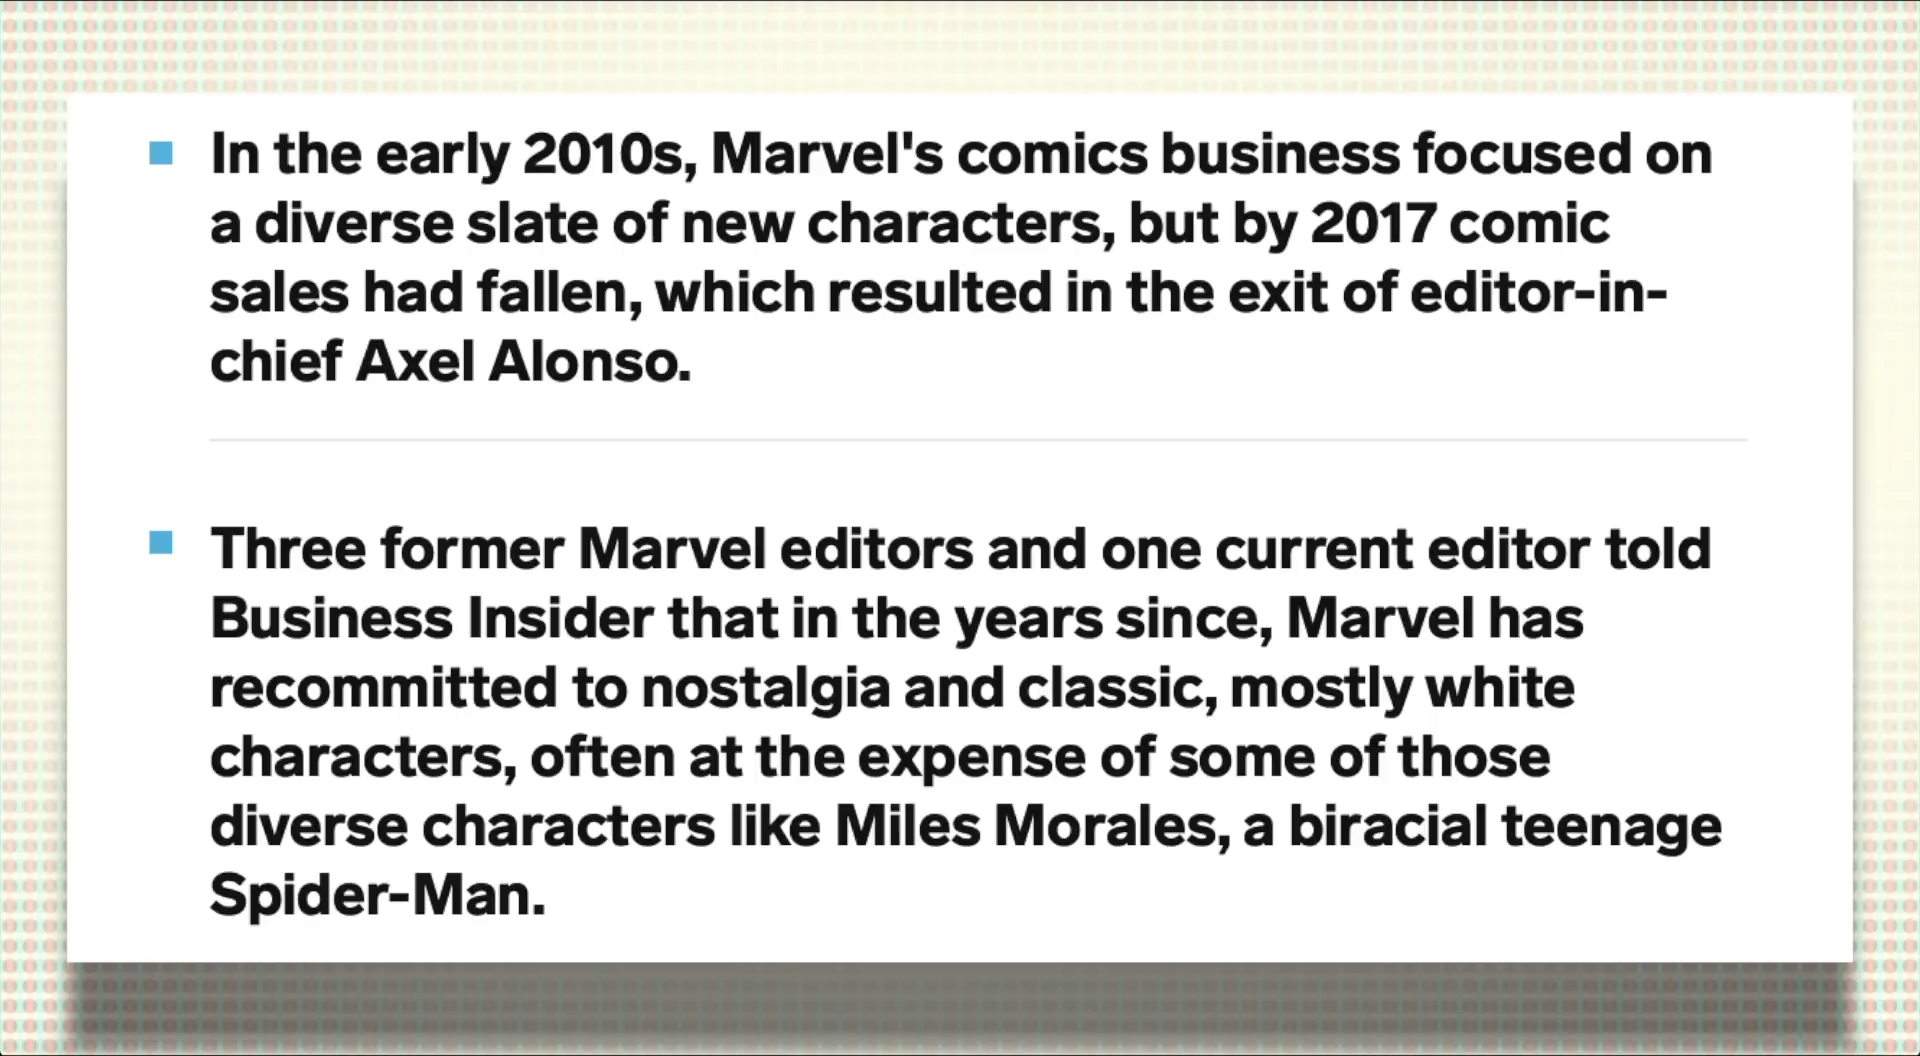 In the early 2010s, Marvel's comics business focused on
a diverse slate of new characters, but by 2017 comic
sales had fallen, which resulted in the exit of editor-in-
chief Axel Alonso.
Three former Marvel editors and one current editor told
Business Insider that in the years since, Marvel has
recommitted to nostalgia and classic, mostly white
characters, often at the expense of some of those
diverse characters like Miles Morales, a biracial teenage
Spider-Man.